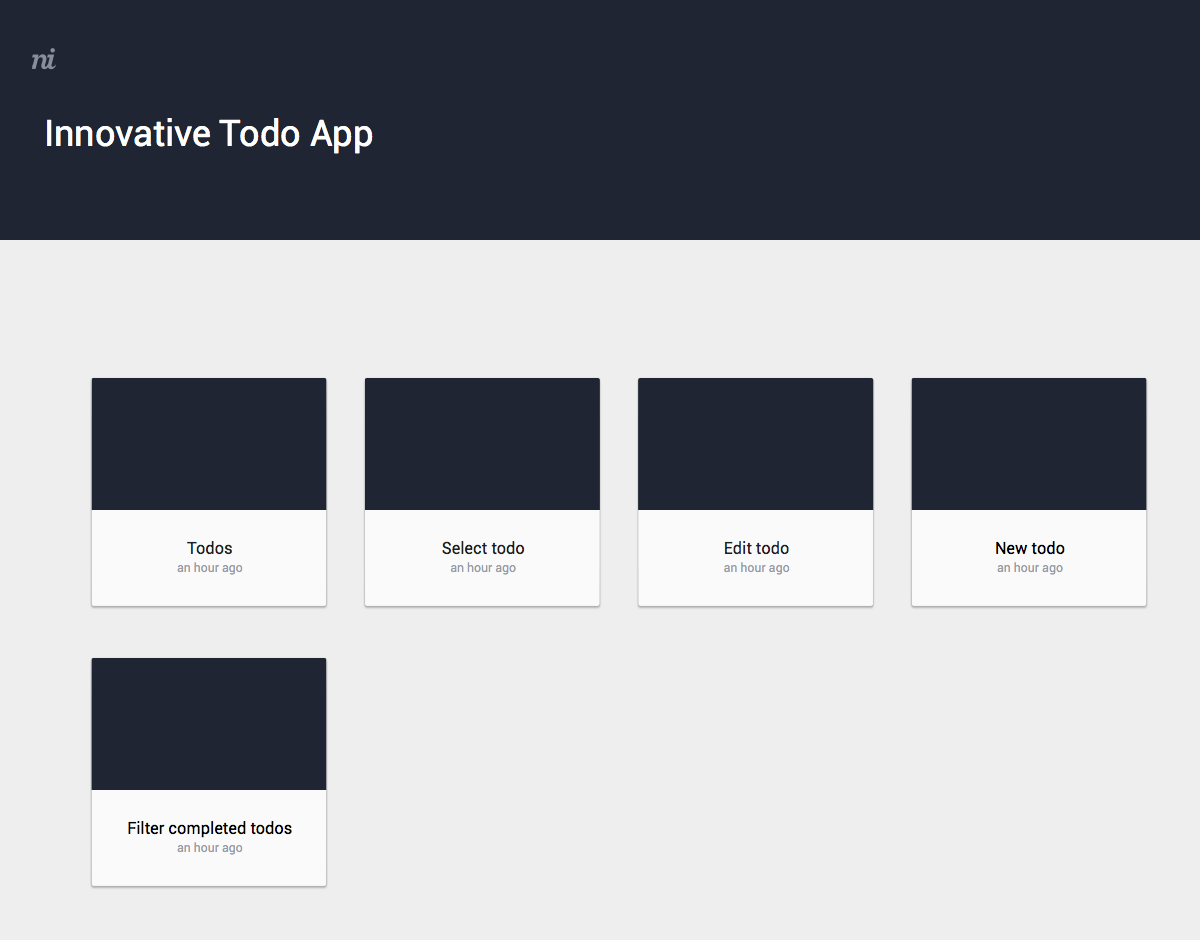 ni
Innovative Todo App
Todos
an hour ago
Select todo
an hour ago
Edit todo
an hour ago
New todo
an hour ago
Filter completed todos
an hour ago